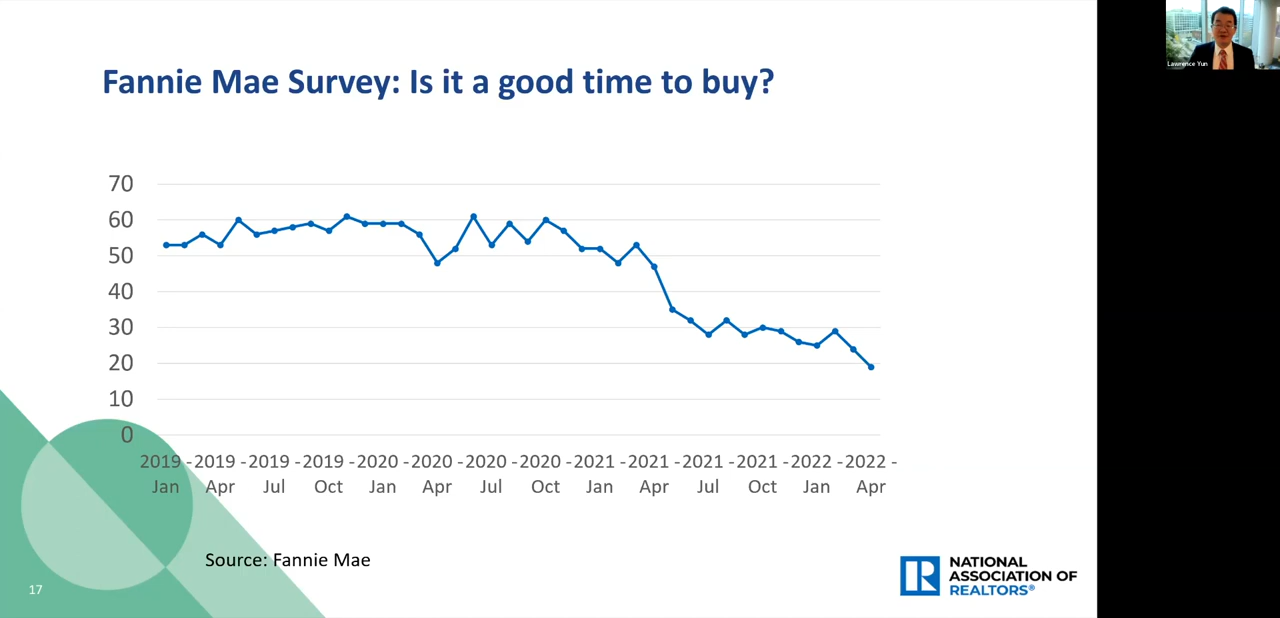 Fannie Mae Survey: Is it a good time to buy?
Lawrence Yun
70
60
50
40
30
20
10
0
2019 - 2019 - 2019 - 2019 - 2020 - 2020 - 2020 - 2020 - 2021 - 2021 - 2021 - 2021 - 2022 - 2022 -
Jan Apr Jul Oct Jan Apr Jul Oct Jan Apr Jul Oct Jan Apr
Source: Fannie Mae
17
R
NATIONAL
ASSOCIATION OF
REALTORS®